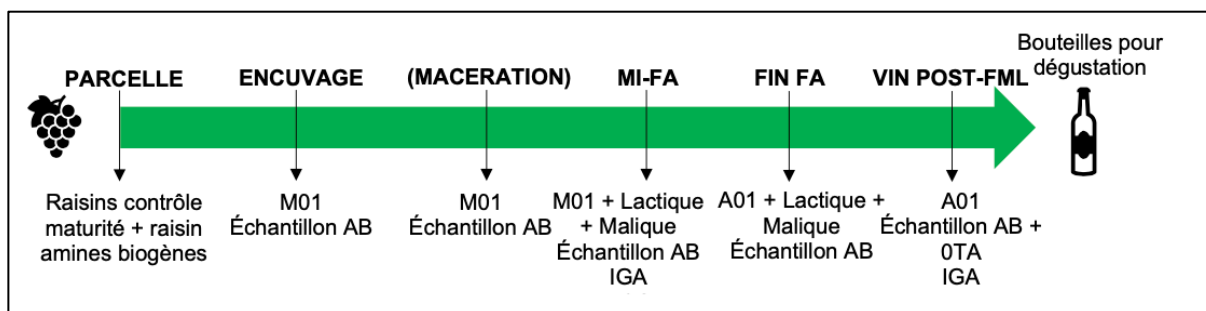 Bouteilles pour
dégustation
PARCELLE
ENCUVAGE
(MACERATION)
MI-FA
FIN FA
VIN POST-FML
Raisins contrôle
maturité + raisin
amines biogènes
M01
Échantillon AB
M01
Échantillon AB
M01 + Lactique
+ Malique
Échantillon AB
IGA
A01 + Lactique +
Malique
Échantillon AB
A01
Échantillon AB +
0TA
IGA